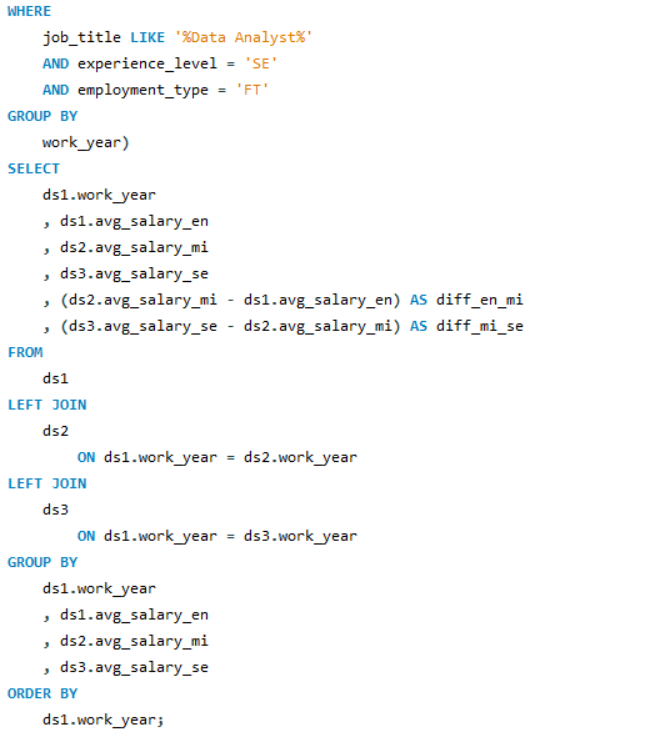 WHERE
    job_title LIKE '%Data Analyst%'
    AND experience_level = 'SE'
    AND employment_type = 'FT'
GROUP BY
    work_year)
SELECT
    ds1.work_year
    , ds1.avg_salary_en
    , ds2.avg_salary_mi
    , ds3.avg_salary_se
    , (ds2.avg_salary_mi - ds1.avg_salary_en) AS diff_en_mi
    , (ds3.avg_salary_se - ds2.avg_salary_mi) AS diff_mi_se
FROM
    ds1
LEFT JOIN
    ds2
        ON ds1.work_year = ds2.work_year
LEFT JOIN
    ds3
        ON ds1.work_year = ds3.work_year
GROUP BY
    ds1.work_year
    , ds1.avg_salary_en
    , ds2.avg_salary_mi
    , ds3.avg_salary_se
ORDER BY
    ds1.work_year;